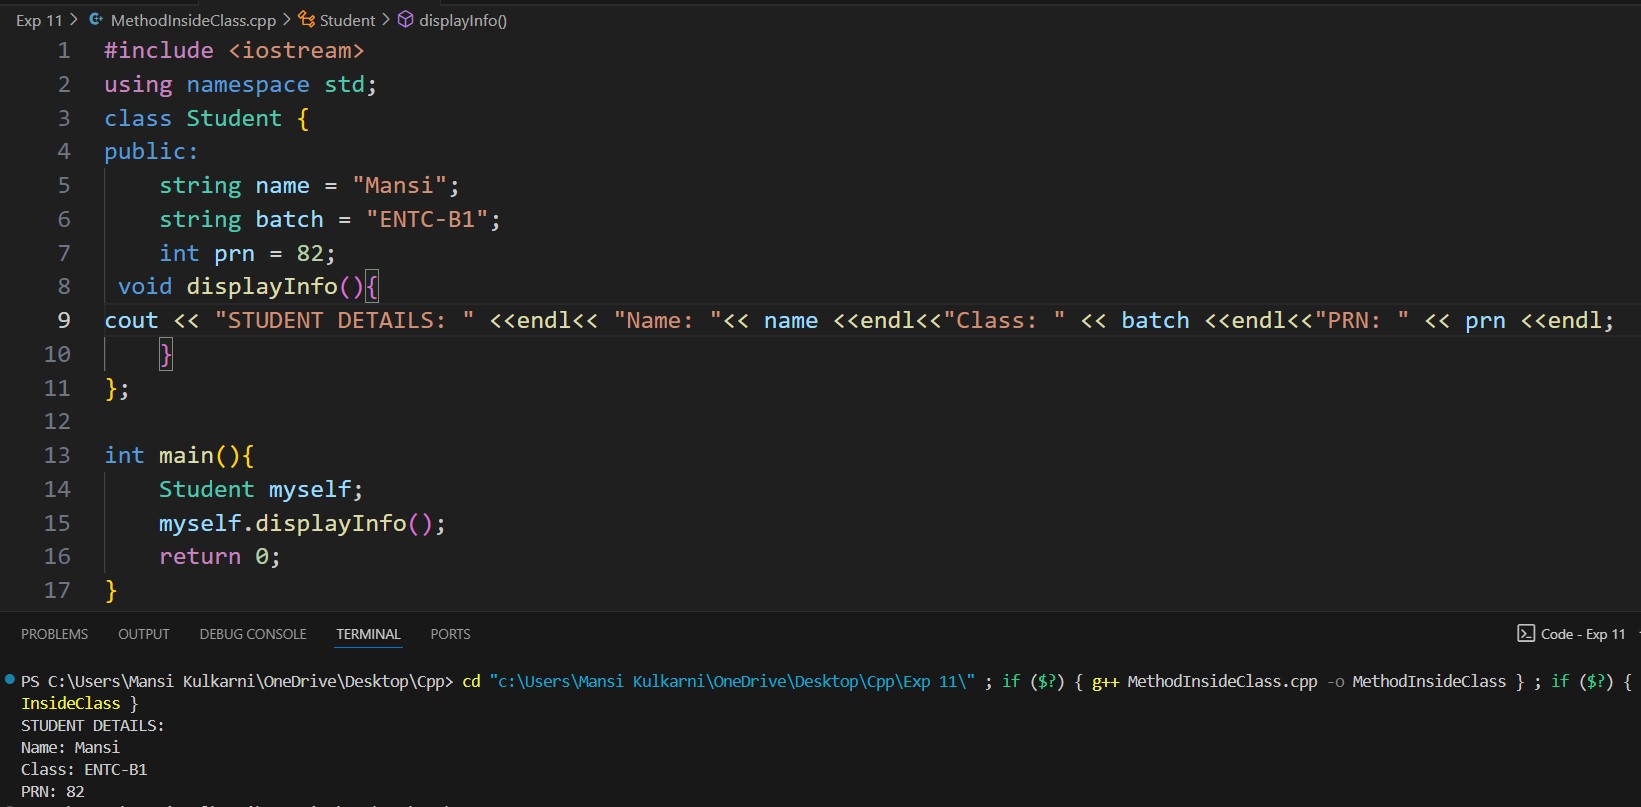 Exp 11 > MethodInsideClass.cpp > Student > displayInfo()
1 #include <iostream>
2 using namespace std;
3 class Student {
4 public:
5     string name = "Mansi";
6     string batch = "ENTC-B1";
7     int prn = 82;
8  void displayInfo(){
9 cout << "STUDENT DETAILS: " <<endl<< "Name: "<< name <<endl<<"Class: " << batch <<endl<<"PRN: " << prn <<endl;
10     }
11 };
12
13 int main(){
14     Student myself;
15     myself.displayInfo();
16     return 0;
17 }
PROBLEMS OUTPUT DEBUG CONSOLE TERMINAL PORTS Code - Exp 11
PS C:\Users\Mansi Kulkarni\OneDrive\Desktop\Cpp> cd "c:\Users\Mansi Kulkarni\OneDrive\Desktop\Cpp\Exp 11\" ; if ($?) { g++ MethodInsideClass.cpp -o MethodInsideClass } ; if ($?) {
InsideClass }
STUDENT DETAILS:
Name: Mansi
Class: ENTC-B1
PRN: 82